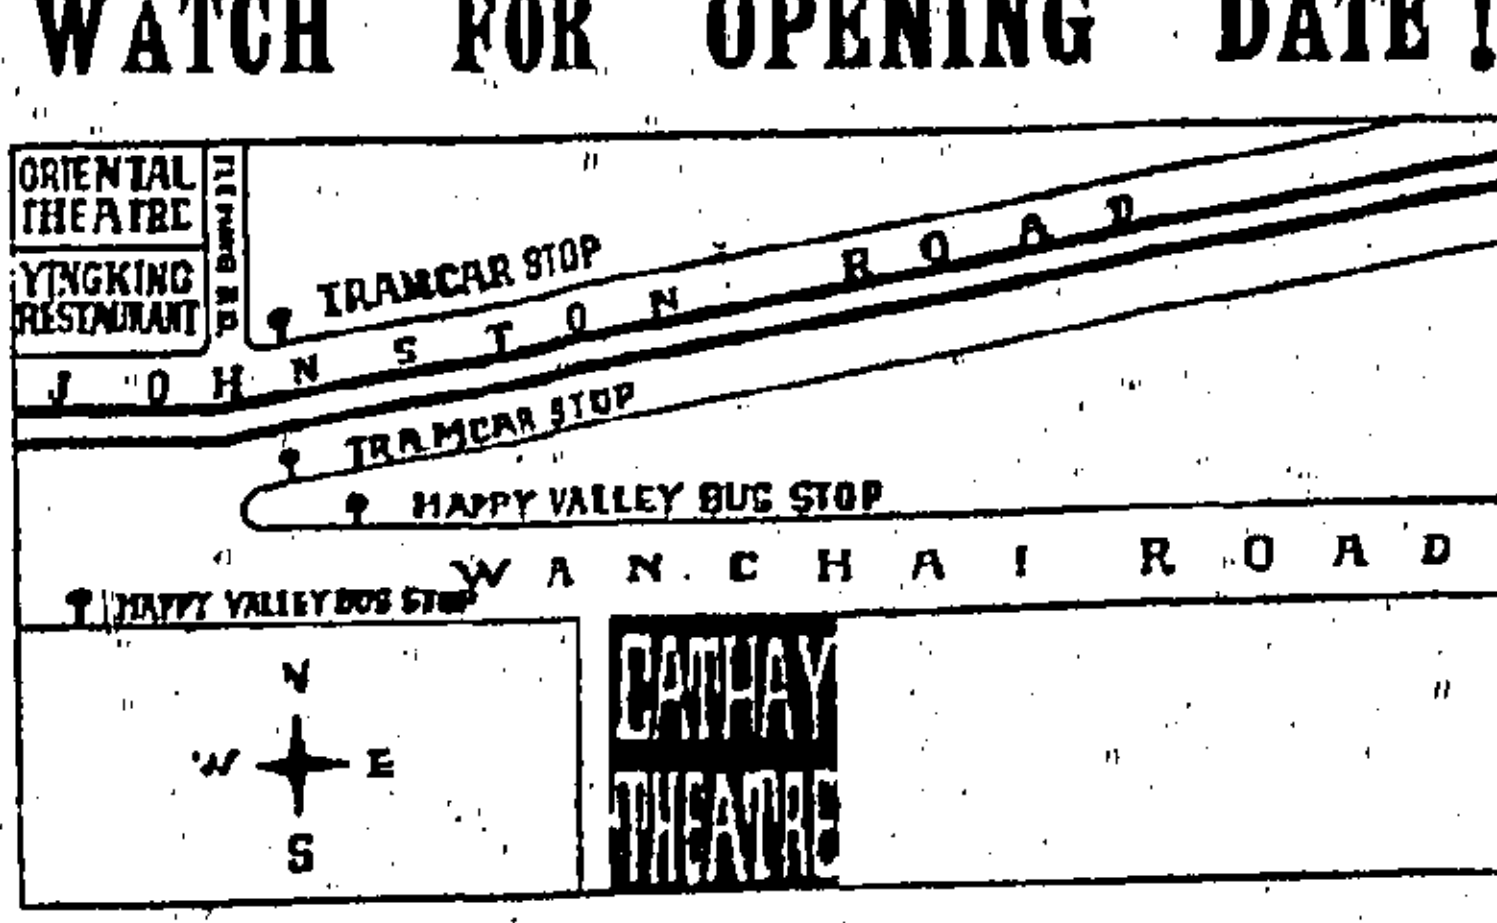 WATCH FOR OPENING DATE!
ORIENTAL
THEATRE
YINGKING
RESTAURANT
TRAMCAR STOP
JOHNSTON ROAD
TRAMCAR STOP
HAPPY VALLEY BUS STOP
WANCHAI ROAD
HAPPY VALLEY BUS STOP
CATHAY
THEATRE
N
W E
S